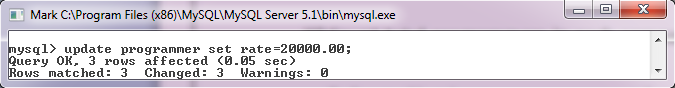 Mark C:\Program Files (x86)\MySQL\MySQL Server 5.1\bin\mysql.exe
mysql> update programmer set rate=20000.00;
Query OK, 3 rows affected (0.05 sec)
Rows matched: 3  Changed: 3  Warnings: 0